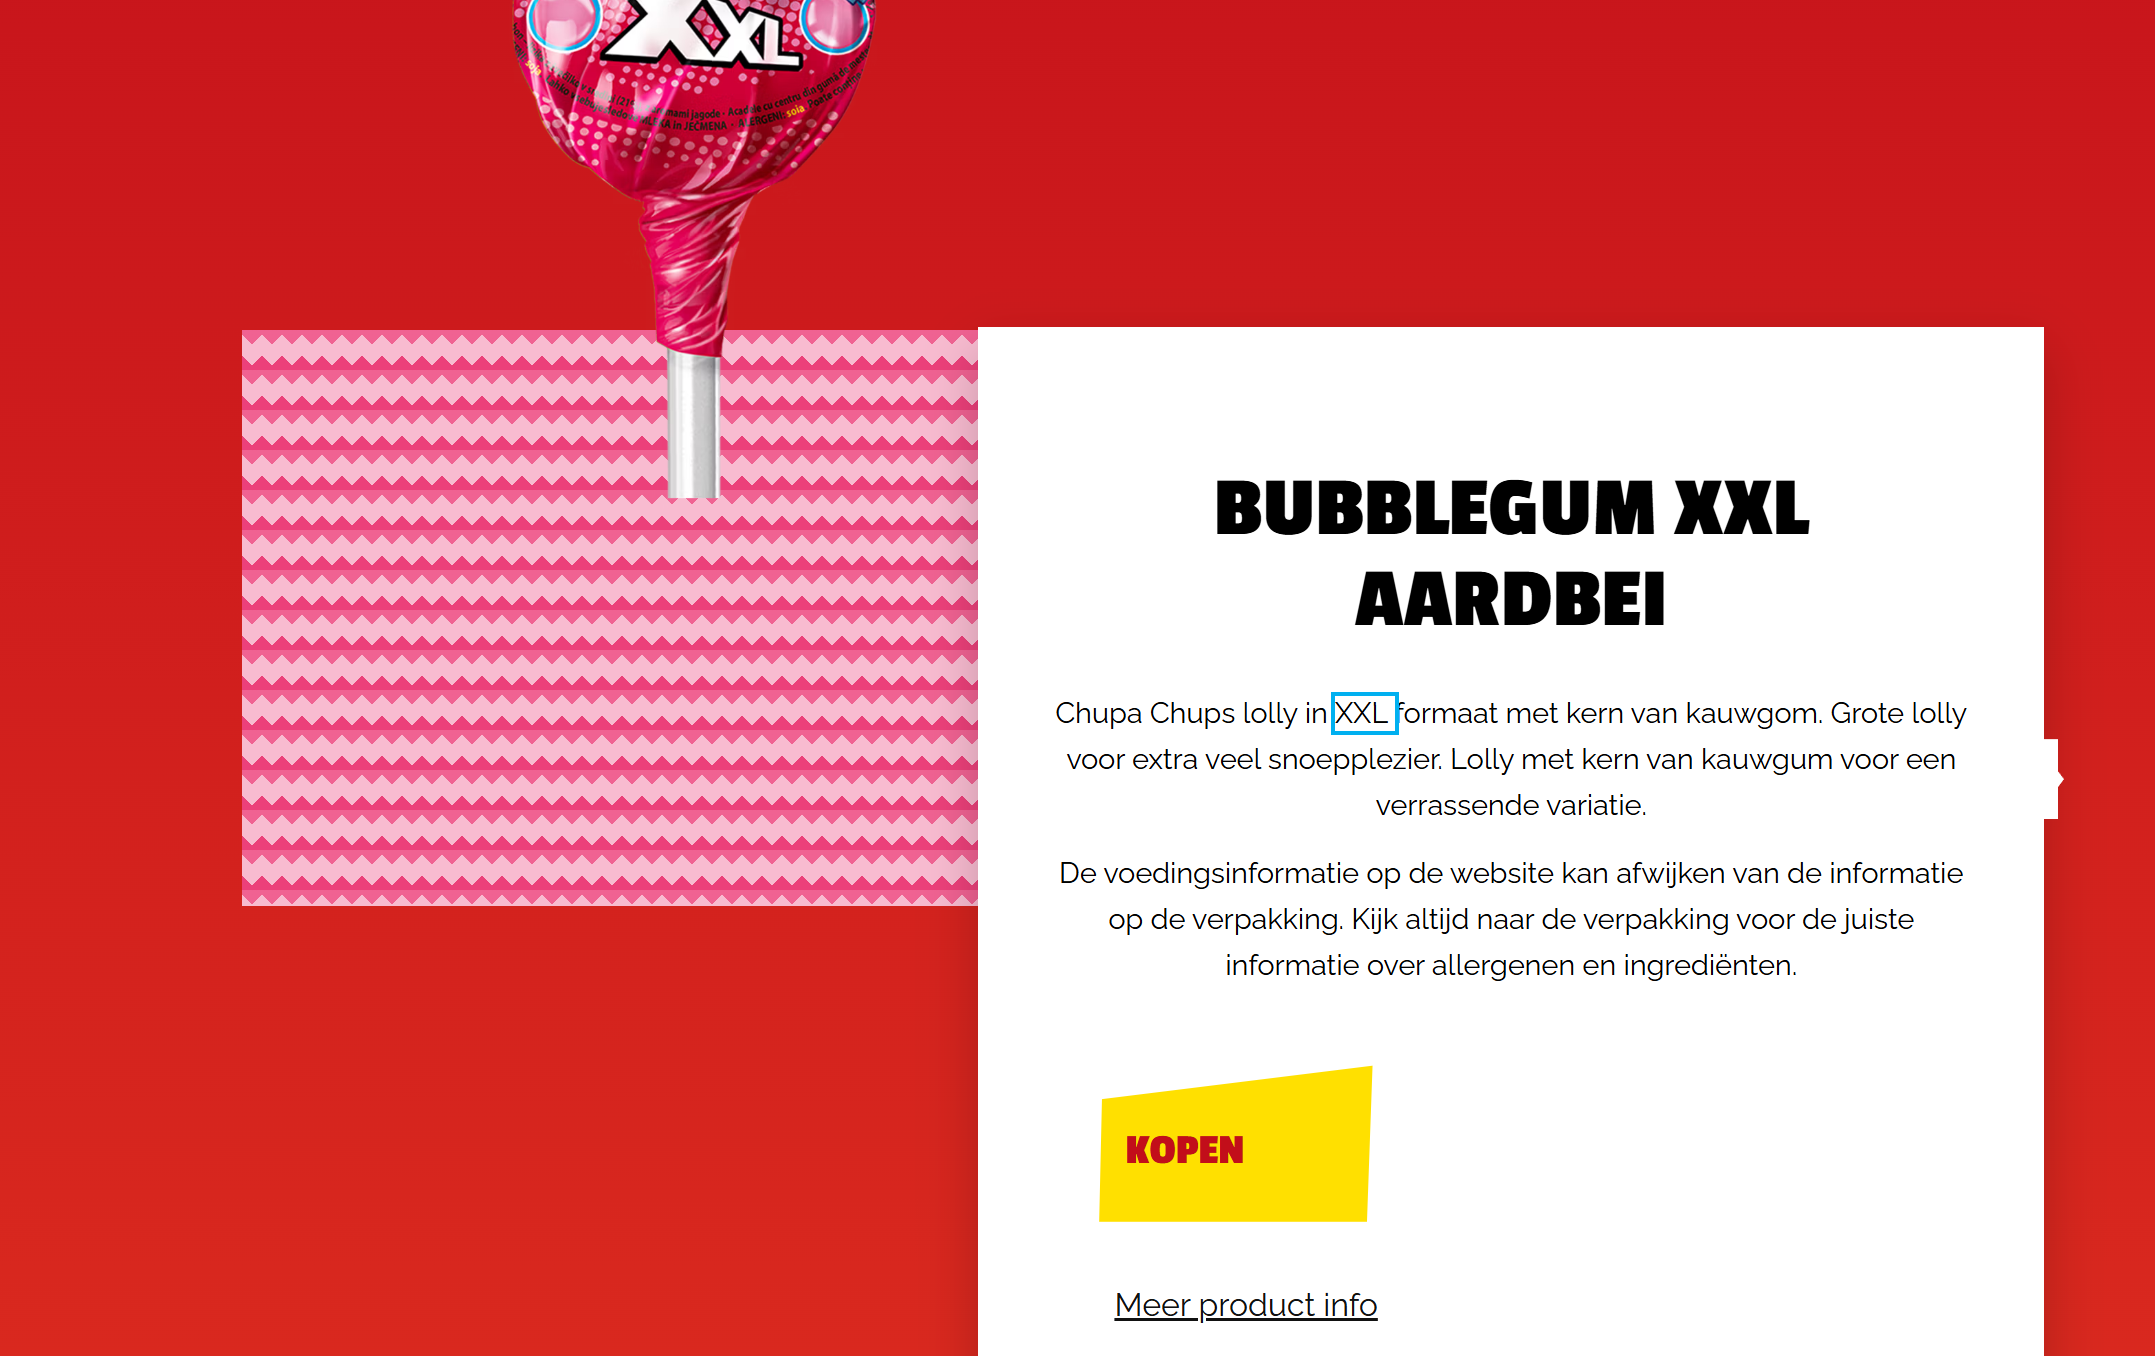 XXL
soja
soia
BUBBLEGUM XXL
AARDBEI
Chupa Chups lolly in XXL formaat met kern van kauwgom. Grote lolly
voor extra veel snoepplezier. Lolly met kern van kauwgum voor een
verrassende variatie.
De voedingsinformatie op de website kan afwijken van de informatie
op de verpakking. Kijk altijd naar de verpakking voor de juiste
informatie over allergenen en ingrediënten.
KOPEN
Meer product info